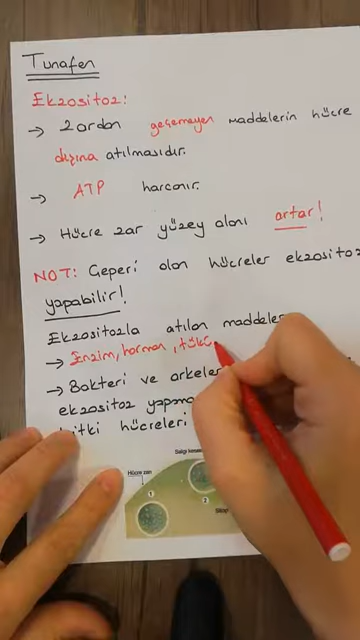 Tunafen
Ekzositoz:
→ Zardan geçemeyen maddelerin hücre
dışına atılmasıdır.
→ ATP harcanır.
→ Hücre zar yüzey alanı artar!
NOT: Çeperi olan hücreler ekzositoz
yapabilir!
Ekzositozla atılan maddeler
→ Enzim, hormon, tükü
→ Bakteri ve arkeler
ekzositoz yapma
bitki hücreleri
Salgı
Hücre zarı
1
2